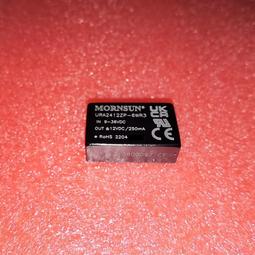 MORNSUN®
URA2412ZP-6WR3
IN 9-36VDC
OUT ±12VDC/250mA
RoHS 2204
UK
CA
CE